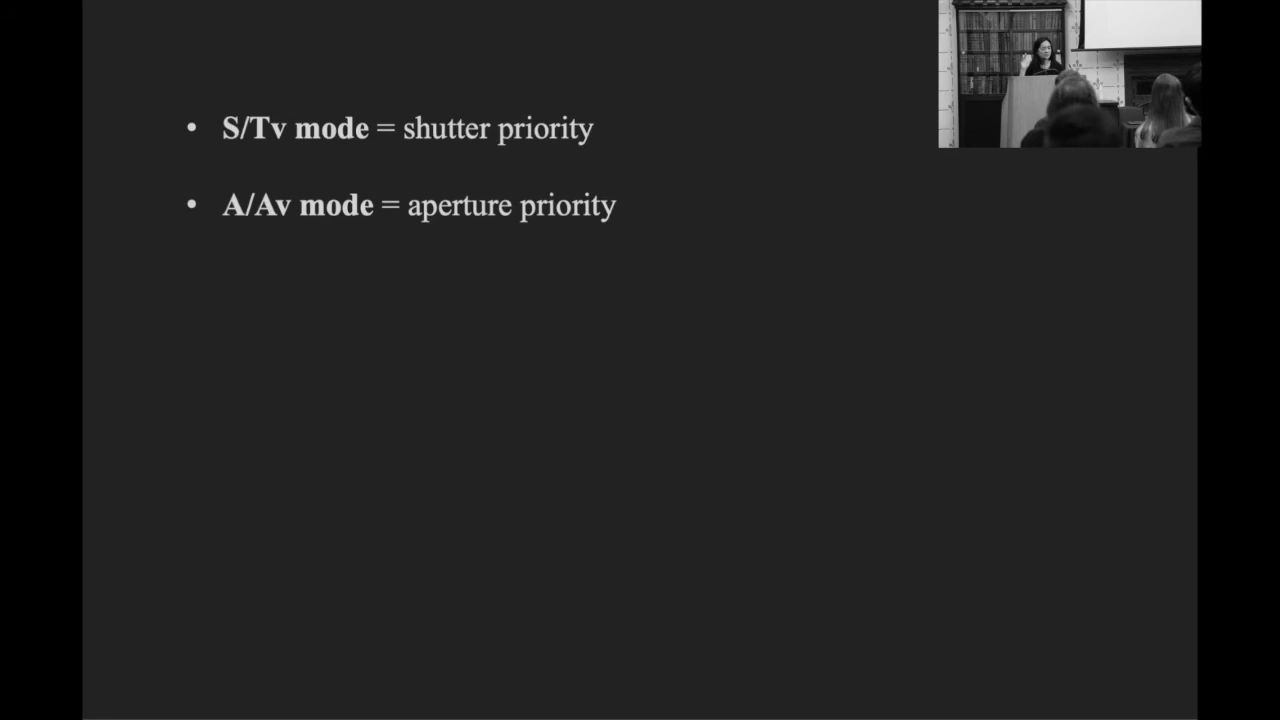 • S/Tv mode = shutter priority
• A/Av mode = aperture priority